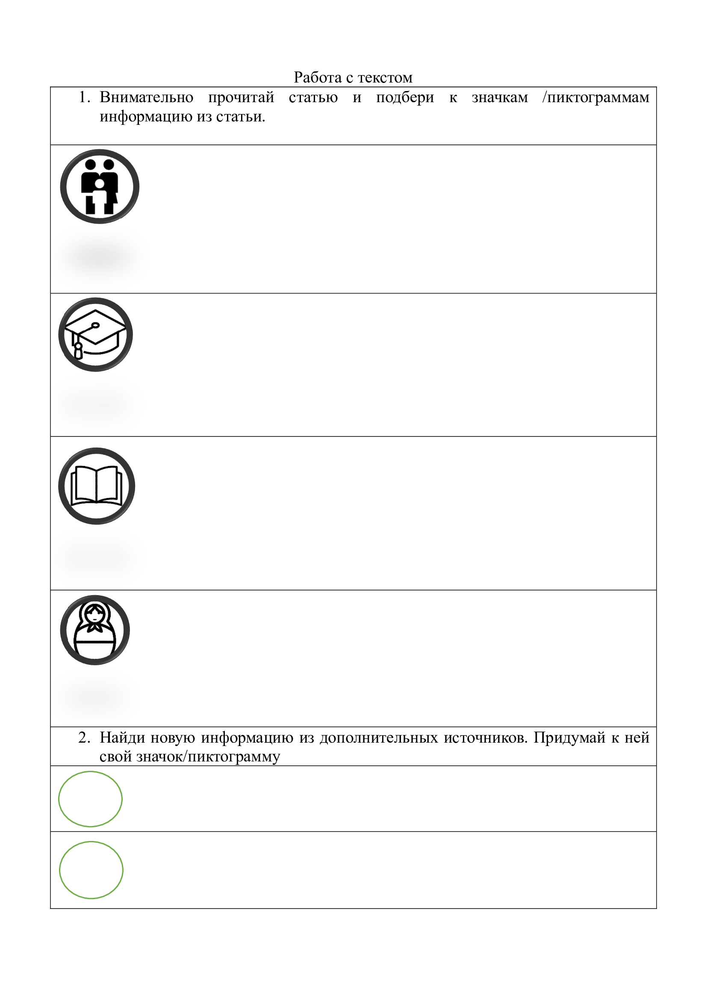 Работа с текстом
1. Внимательно прочитай статью и подбери к значкам /пиктограммам
информацию из статьи.
2. Найди новую информацию из дополнительных источников. Придумай к ней
свой значок/пиктограмму